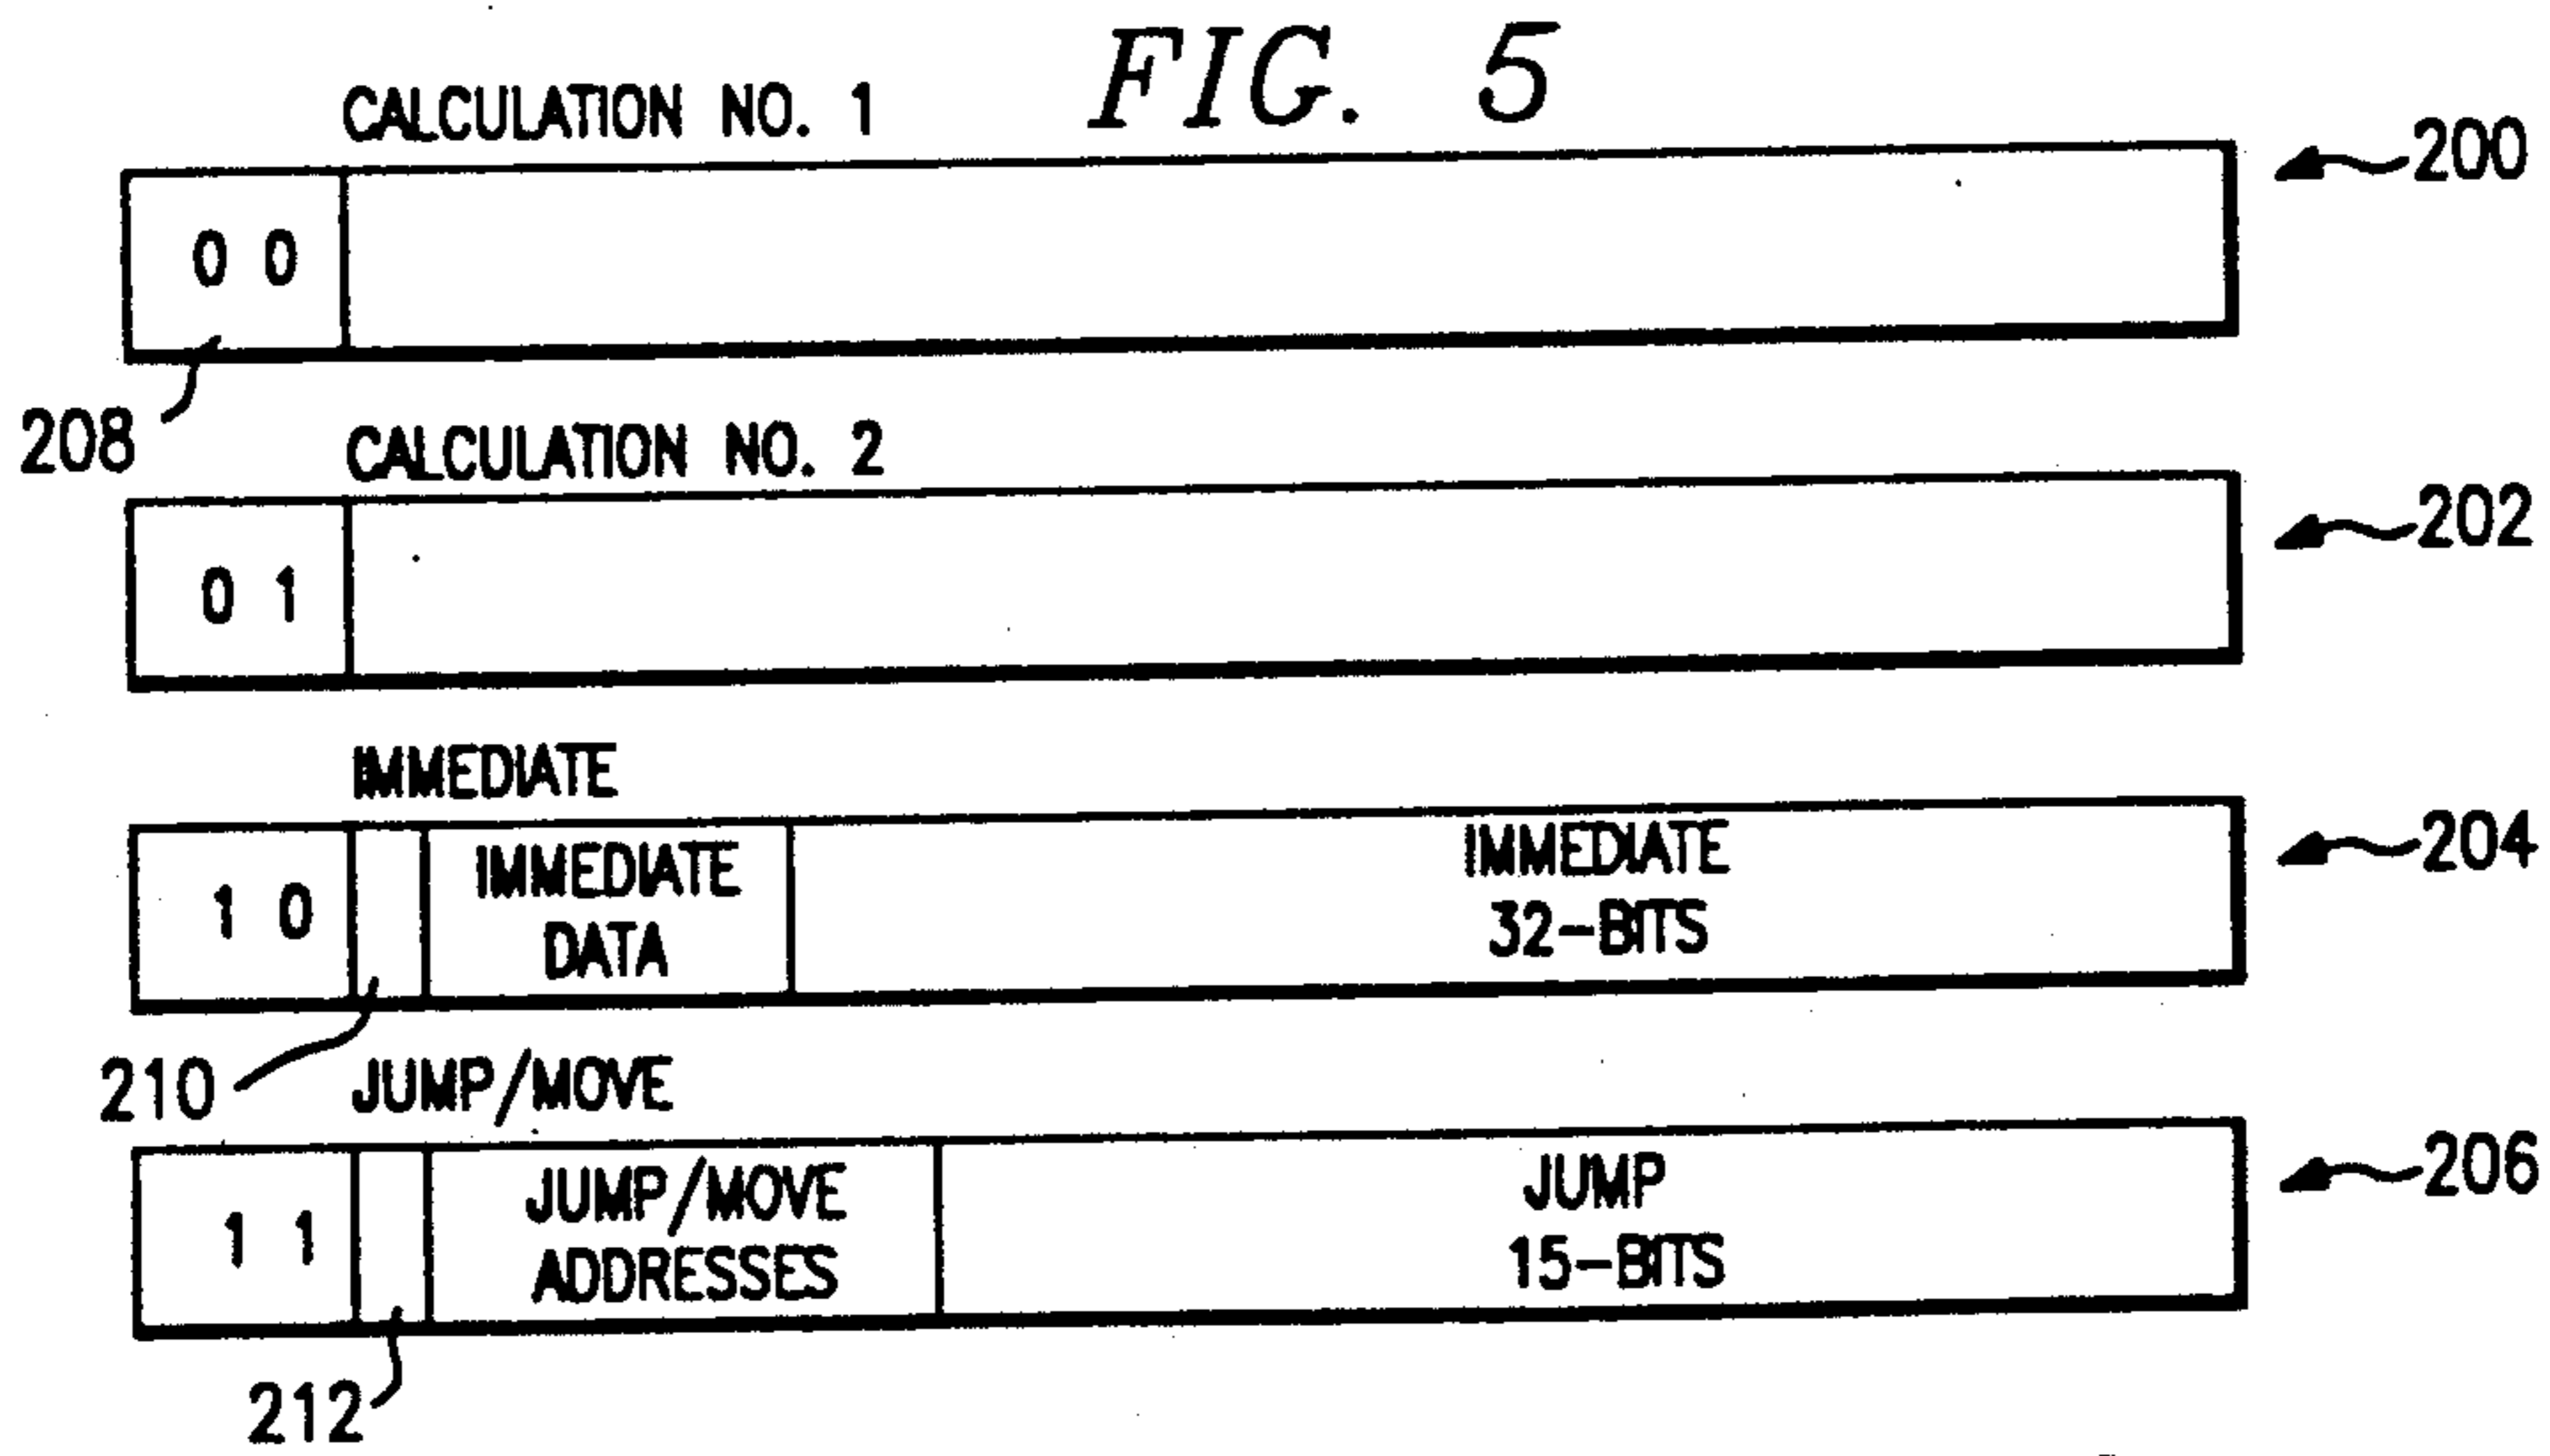 FIG. 5
CALCULATION NO. 1
200
0 0
208
CALCULATION NO. 2
202
0 1
IMMEDIATE
204
1 0
IMMEDIATE
DATA
IMMEDIATE
32-BITS
210
JUMP/MOVE
206
1 1
JUMP/MOVE
ADDRESSES
JUMP
15-BITS
212